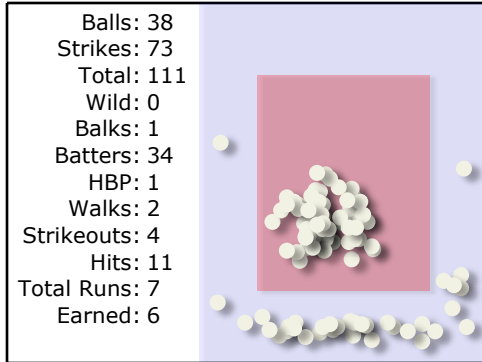 Balls: 38
Strikes: 73
Total: 111
Wild: 0
Balks: 1
Batters: 34
HBP: 1
Walks: 2
Strikeouts: 4
Hits: 11
Total Runs: 7
Earned: 6